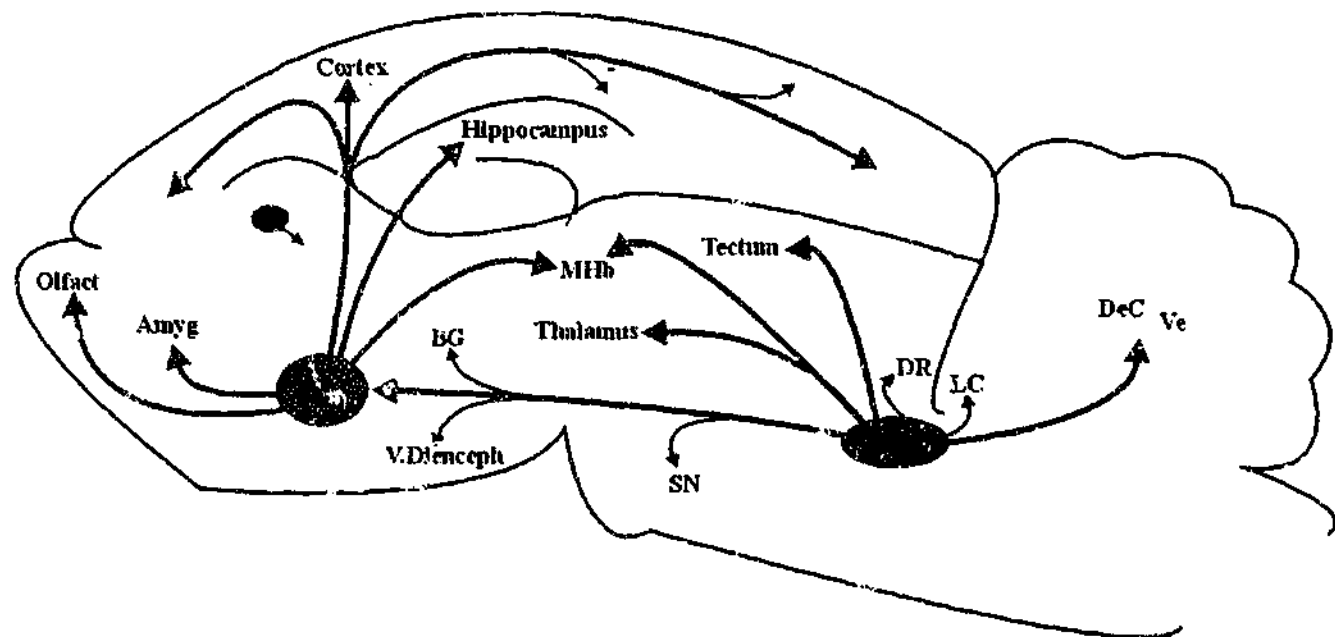 Cortex
Hippocampus
Tectum
MHb
Olfact
Amyg
BG
Thalamus
DeC Ve
DR
LC
V.Dienceph
SN